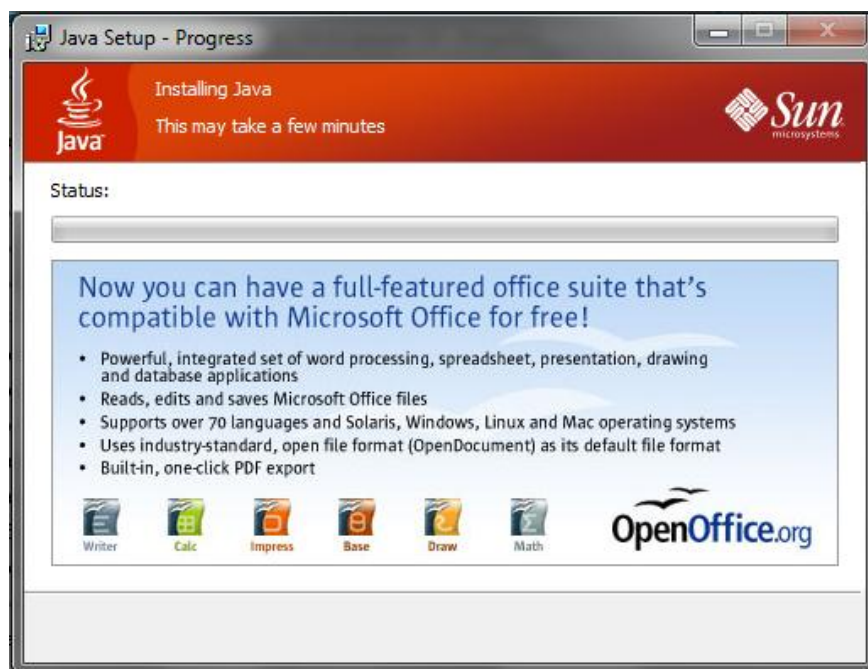 Java Setup - Progress
Installing Java
This may take a few minutes
Java
Sun
microsystems
Status:
Now you can have a full-featured office suite that's
compatible with Microsoft Office for free!
• Powerful, integrated set of word processing, spreadsheet, presentation, drawing
and database applications
• Reads, edits and saves Microsoft Office files
• Supports over 70 languages and Solaris, Windows, Linux and Mac operating systems
• Uses industry-standard, open file format (OpenDocument) as its default file format
• Built-in, one-click PDF export
Writer Calc Impress Base Draw Math
OpenOffice.org